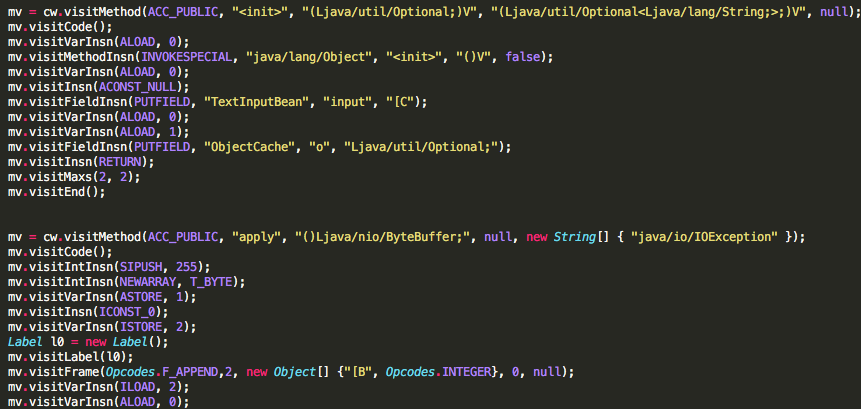 mv = cw.visitMethod(ACC_PUBLIC, "<init>", "(Ljava/util/Optional;)V", "(Ljava/util/Optional<Ljava/lang/String;>;)V", null);
mv.visitCode();
mv.visitVarInsn(ALOAD, 0);
mv.visitMethodInsn(INVOKESPECIAL, "java/lang/Object", "<init>", "()V", false);
mv.visitVarInsn(ALOAD, 0);
mv.visitInsn(ACONST_NULL);
mv.visitFieldInsn(PUTFIELD, "TextInputBean", "input", "[C");
mv.visitVarInsn(ALOAD, 0);
mv.visitVarInsn(ALOAD, 1);
mv.visitFieldInsn(PUTFIELD, "ObjectCache", "o", "Ljava/util/Optional;");
mv.visitInsn(RETURN);
mv.visitMaxs(2, 2);
mv.visitEnd();
mv = cw.visitMethod(ACC_PUBLIC, "apply", "()Ljava/nio/ByteBuffer;", null, new String[] { "java/io/IOException" });
mv.visitCode();
mv.visitIntInsn(SIPUSH, 255);
mv.visitIntInsn(NEWARRAY, T_BYTE);
mv.visitVarInsn(ASTORE, 1);
mv.visitInsn(ICONST_0);
mv.visitVarInsn(ISTORE, 2);
Label l0 = new Label();
mv.visitLabel(l0);
mv.visitFrame(Opcodes.F_APPEND,2, new Object[] {"[B", Opcodes.INTEGER}, 0, null);
mv.visitVarInsn(ILOAD, 2);
mv.visitVarInsn(ALOAD, 0);